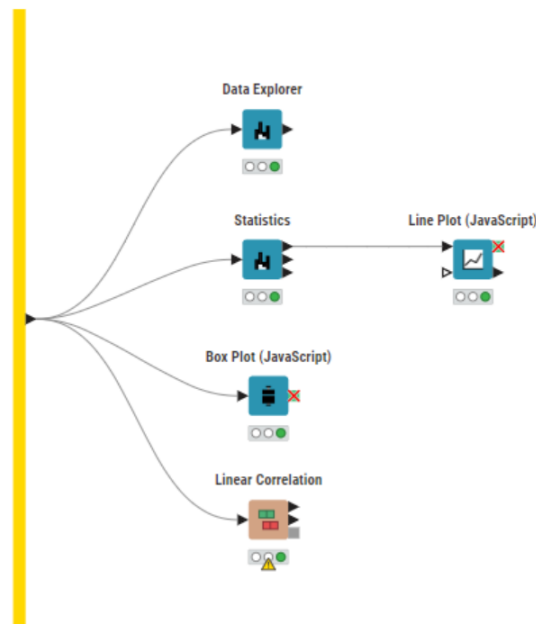 Data Explorer
Statistics
Line Plot (JavaScript)
Box Plot (JavaScript)
Linear Correlation